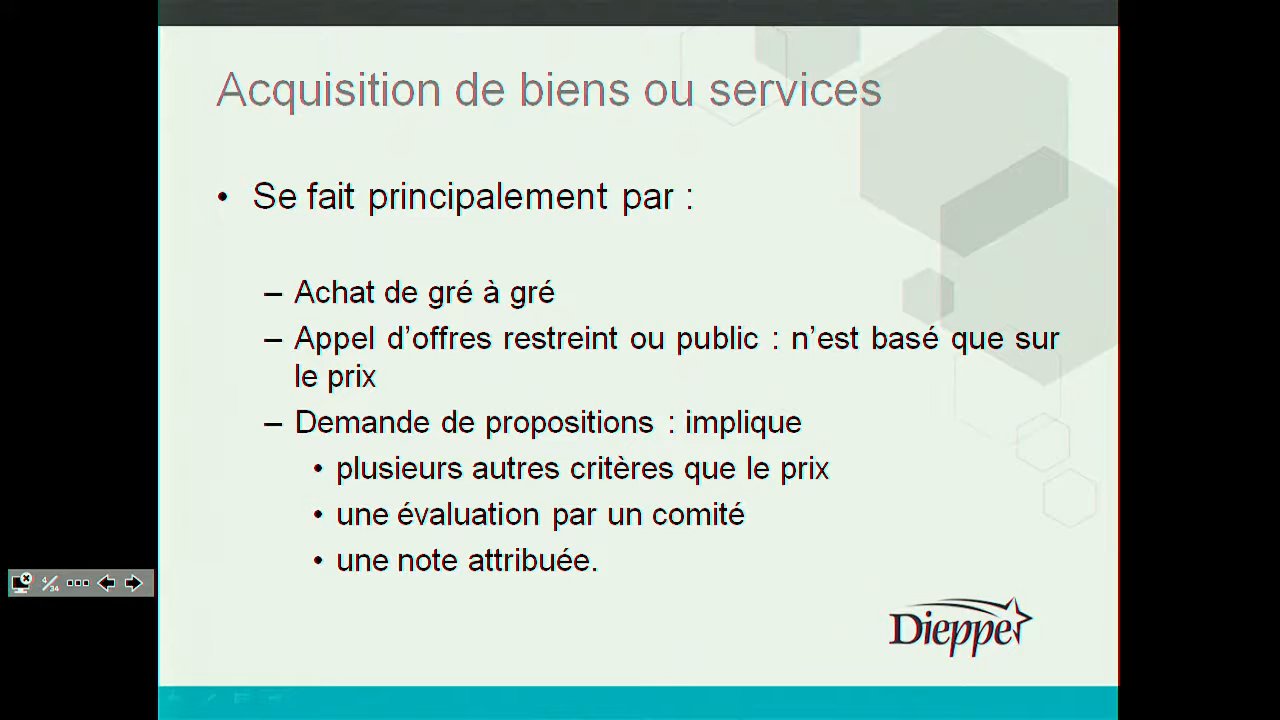 Acquisition de biens ou services
• Se fait principalement par :
– Achat de gré à gré
– Appel d’offres restreint ou public : n’est basé que sur
le prix
– Demande de propositions : implique
• plusieurs autres critères que le prix
• une évaluation par un comité
• une note attribuée.
4/34
Dieppe